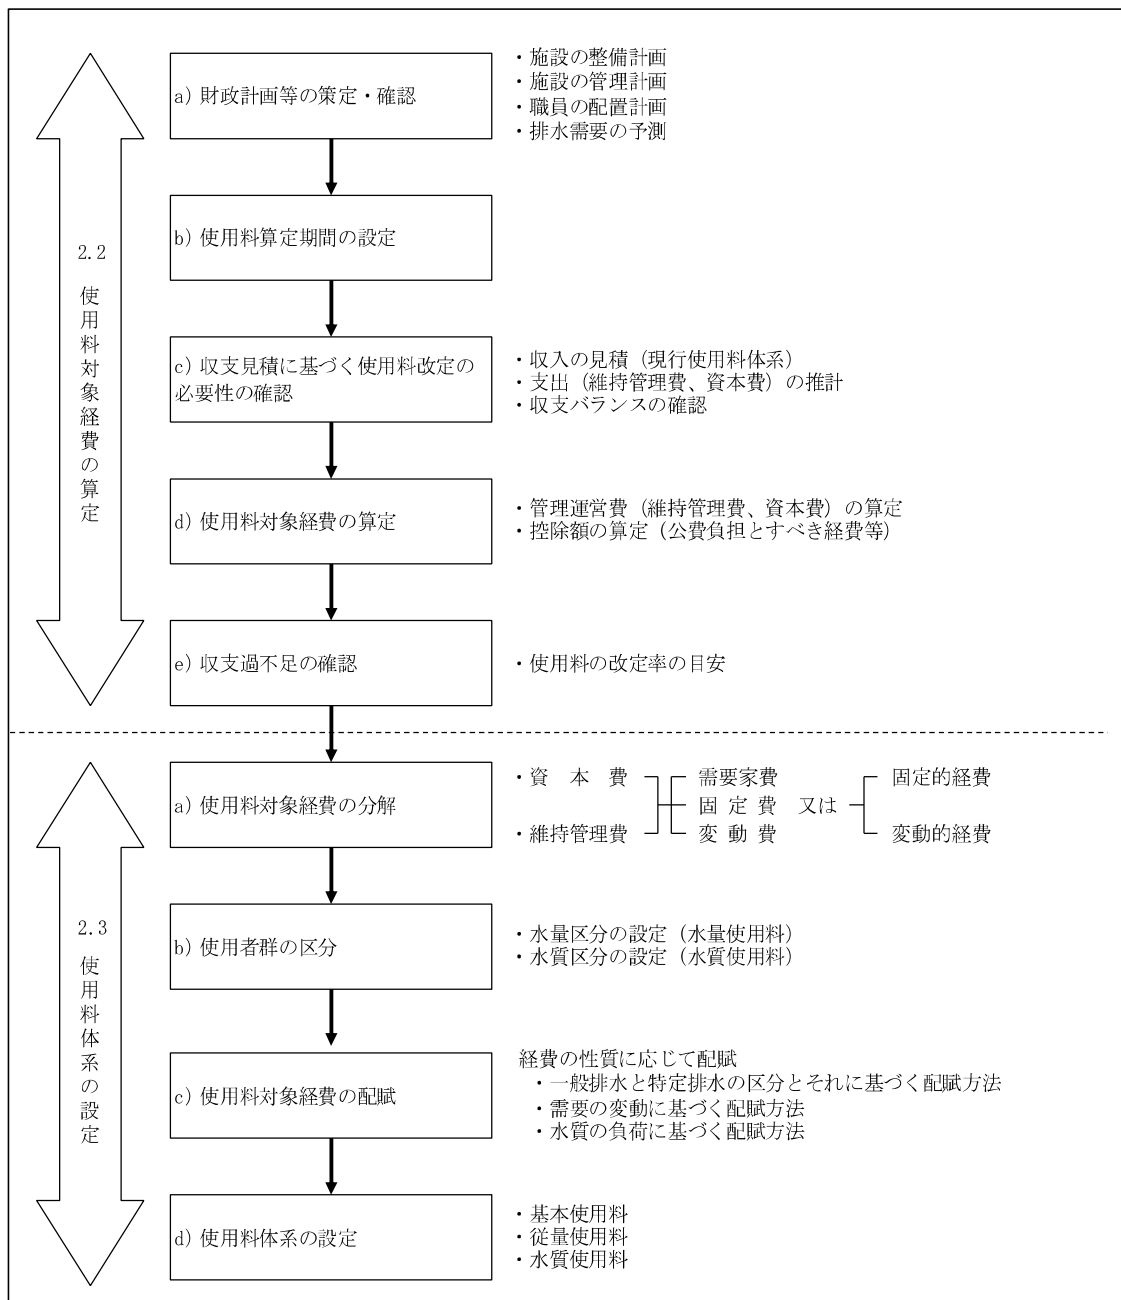 2.2 使用料対象経費の算定
a) 財政計画等の策定・確認
・施設の整備計画
・施設の管理計画
・職員の配置計画
・排水需要の予測
b) 使用料算定期間の設定
c) 収支見積に基づく使用料改定の
必要性の確認
・収入の見積（現行使用料体系）
・支出（維持管理費、資本費）の推計
・収支バランスの確認
d) 使用料対象経費の算定
・管理運営費（維持管理費、資本費）の算定
・控除額の算定（公費負担とすべき経費等）
e) 収支過不足の確認
・使用料の改定率の目安
2.3 使用料体系の設定
a) 使用料対象経費の分解
・資　本　費 需要家費 固定的経費
固 定 費 又は
・維持管理費 変 動 費 変動的経費
b) 使用者群の区分
・水量区分の設定（水量使用料）
・水質区分の設定（水質使用料）
c) 使用料対象経費の配賦
経費の性質に応じて配賦
・一般排水と特定排水の区分とそれに基づく配賦方法
・需要の変動に基づく配賦方法
・水質の負荷に基づく配賦方法
d) 使用料体系の設定
・基本使用料
・従量使用料
・水質使用料